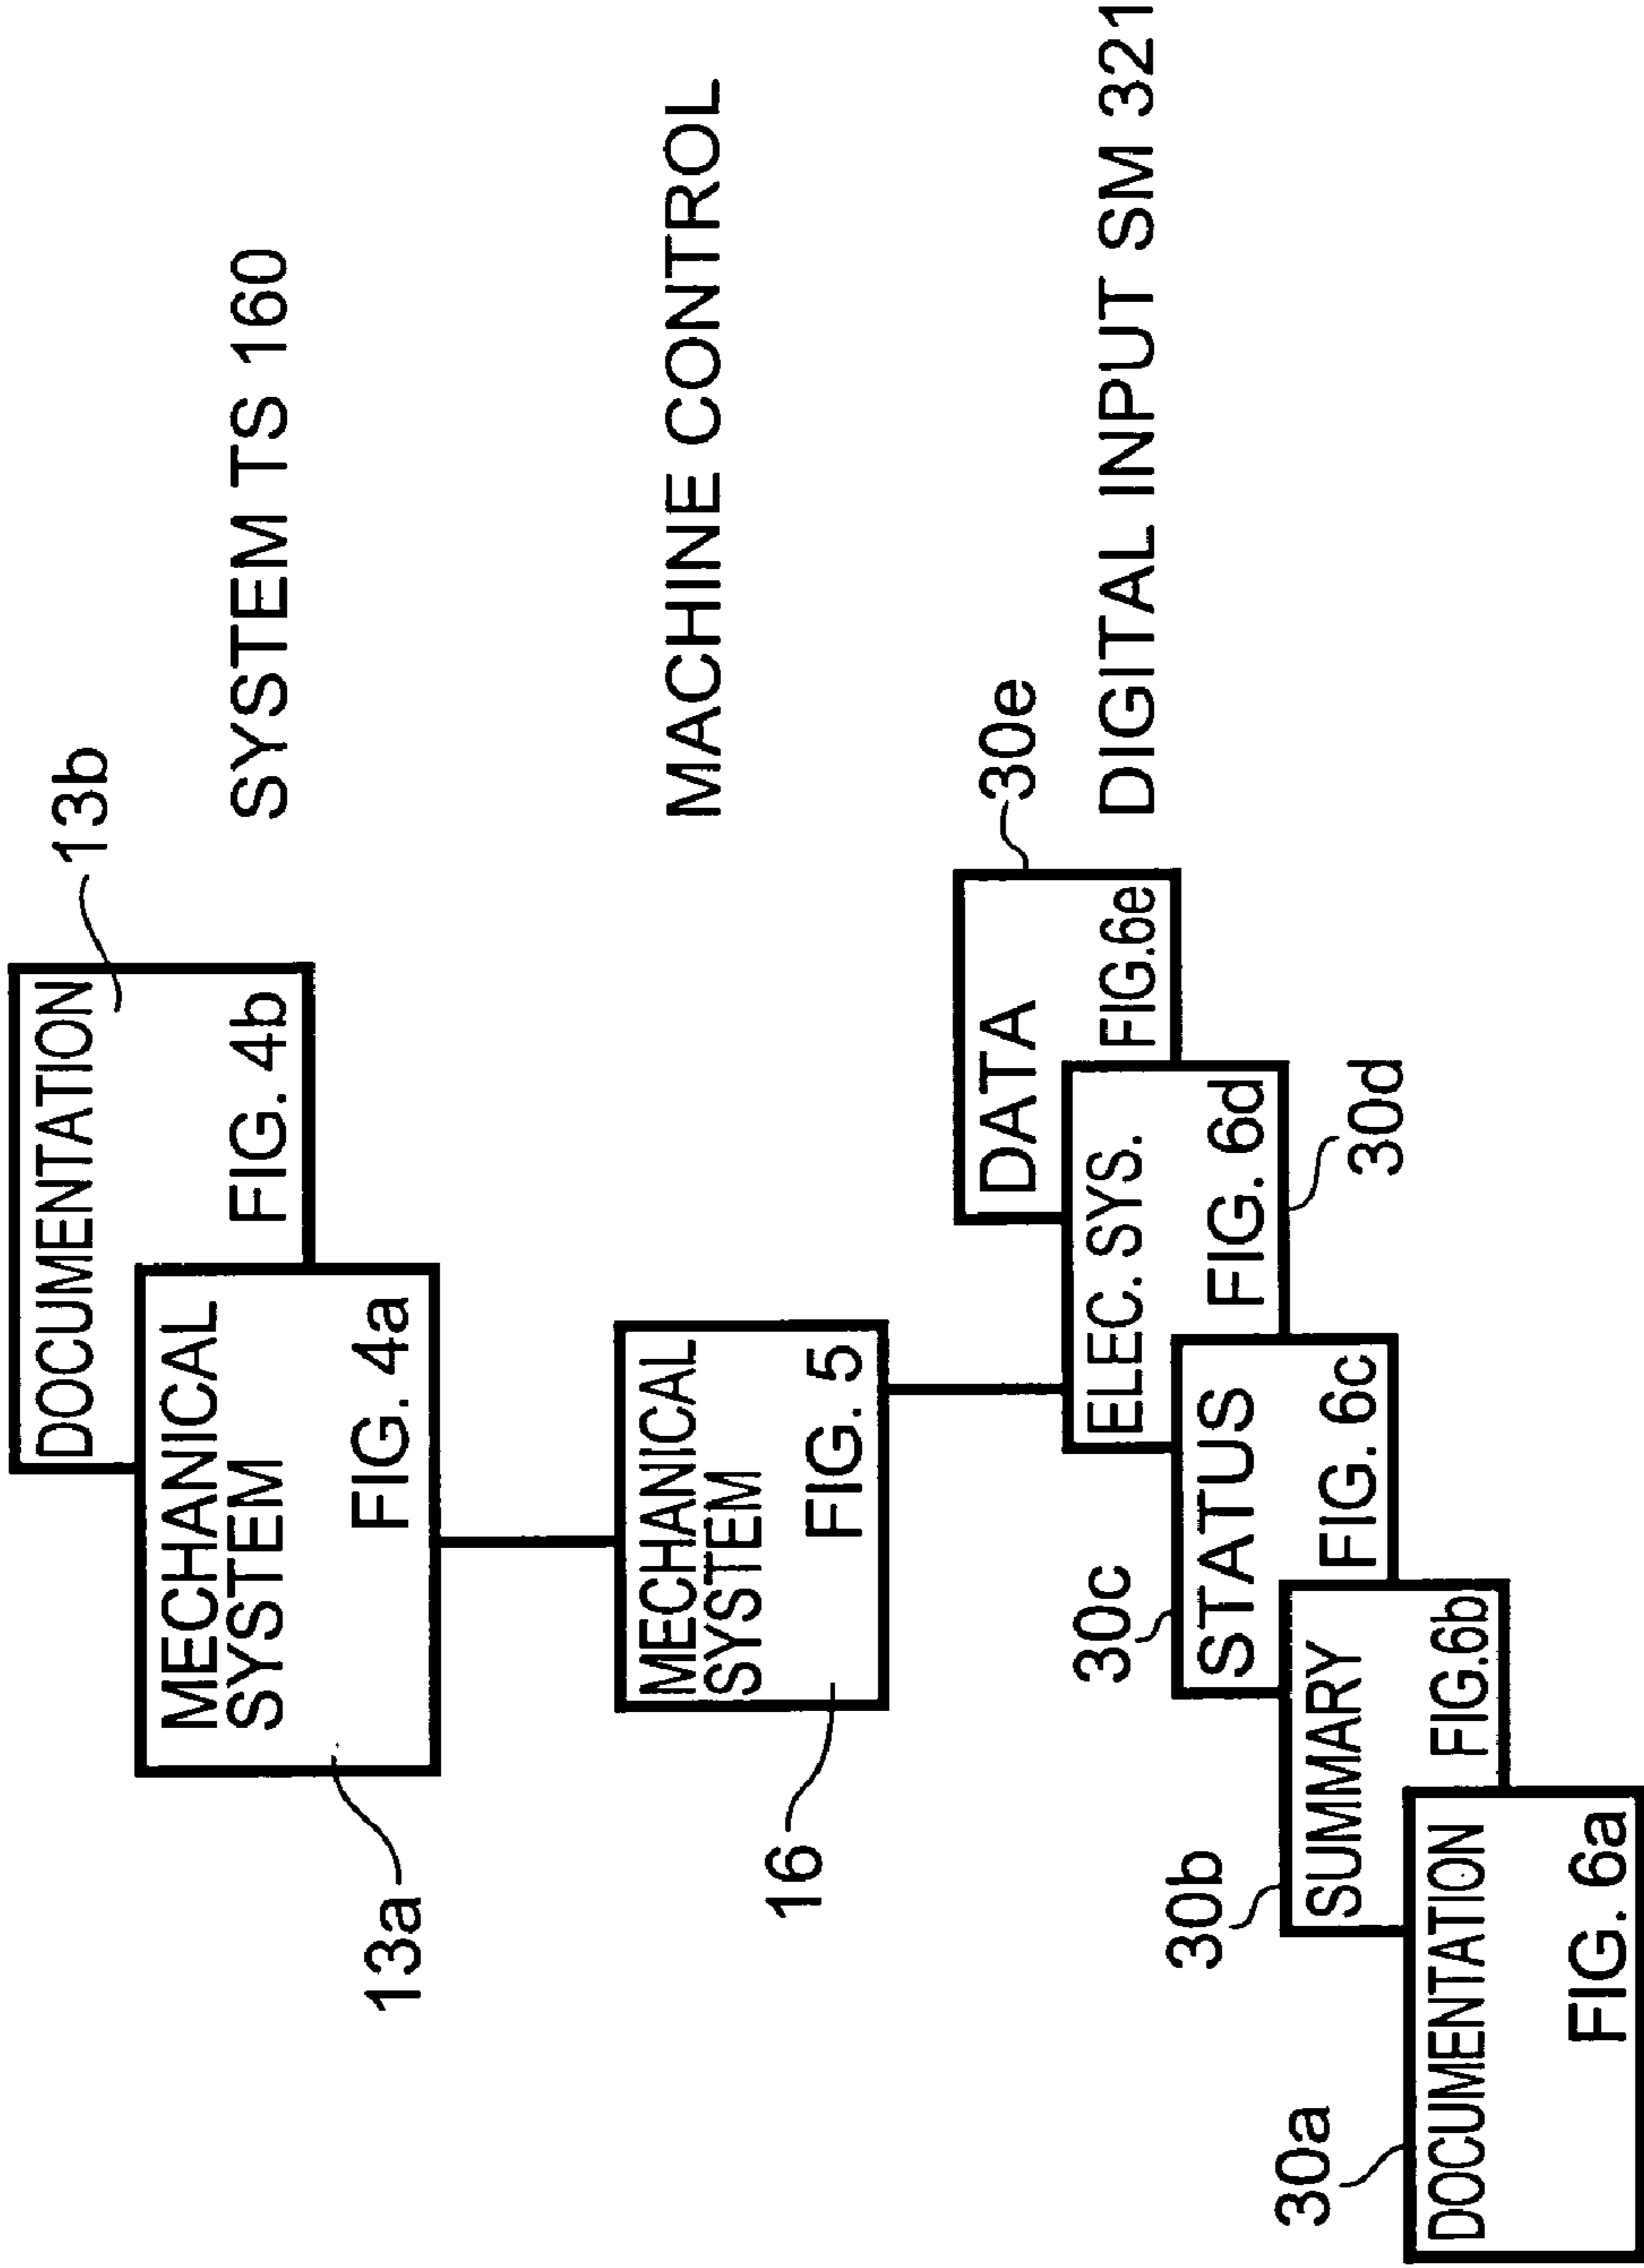 13b
DOCUMENTATION
FIG. 4b
SYSTEM TS 160
MECHANICAL
SYSTEM
FIG. 4a
13a
MECHANICAL
SYSTEM
FIG. 5
16
MACHINE CONTROL
30e
DATA
FIG.6e
DIGITAL INPUT SM 321
ELEC. SYS.
FIG. 6d
30d
30c
STATUS
FIG. 6c
30b
SUMMARY
FIG.6b
30a
DOCUMENTATION
FIG. 6a